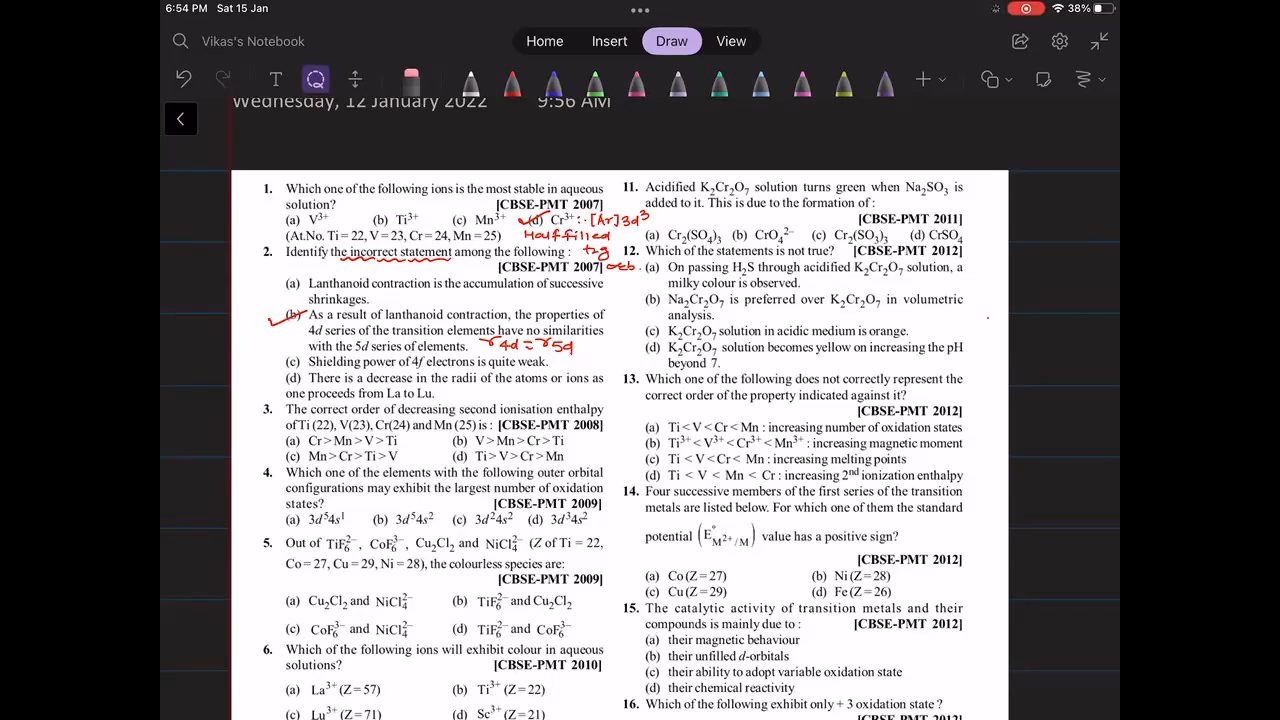 6:54 PM Sat 15 Jan
38%
Vikas's Notebook
Home Insert Draw View
Wednesday, 12 January 2022 9:56 AM
1. Which one of the following ions is the most stable in aqueous
solution? [CBSE-PMT 2007]
(a) V³⁺ (b) Ti³⁺ (c) Mn³⁺ (d) Cr³⁺ :- [Ar]3d³
(At.No. Ti = 22, V = 23, Cr = 24, Mn = 25) Half filled
t2g
orb.
2. Identify the incorrect statement among the following :
[CBSE-PMT 2007]
(a) Lanthanoid contraction is the accumulation of successive
shrinkages.
(b) As a result of lanthanoid contraction, the properties of
4d series of the transition elements have no similarities
with the 5d series of elements. r4d = r5d
(c) Shielding power of 4f electrons is quite weak.
(d) There is a decrease in the radii of the atoms or ions as
one proceeds from La to Lu.
3. The correct order of decreasing second ionisation enthalpy
of Ti (22), V(23), Cr(24) and Mn (25) is : [CBSE-PMT 2008]
(a) Cr > Mn > V > Ti (b) V > Mn > Cr > Ti
(c) Mn > Cr > Ti > V (d) Ti > V > Cr > Mn
4. Which one of the elements with the following outer orbital
configurations may exhibit the largest number of oxidation
states? [CBSE-PMT 2009]
(a) 3d⁵4s¹ (b) 3d⁵4s² (c) 3d²4s² (d) 3d³4s²
5. Out of TiF₆²⁻, CoF₆³⁻, Cu₂Cl₂ and NiCl₄²⁻ (Z of Ti = 22,
Co = 27, Cu = 29, Ni = 28), the colourless species are:
[CBSE-PMT 2009]
(a) Cu₂Cl₂ and NiCl₄²⁻ (b) TiF₆²⁻ and Cu₂Cl₂
(c) CoF₆³⁻ and NiCl₄²⁻ (d) TiF₆²⁻ and CoF₆³⁻
6. Which of the following ions will exhibit colour in aqueous
solutions? [CBSE-PMT 2010]
(a) La³⁺ (Z = 57) (b) Ti³⁺ (Z = 22)
(c) Lu³⁺ (Z = 71) (d) Sc³⁺ (Z = 21)
11. Acidified K₂Cr₂O₇ solution turns green when Na₂SO₃ is
added to it. This is due to the formation of :
[CBSE-PMT 2011]
(a) Cr₂(SO₄)₃ (b) CrO₄²⁻ (c) Cr₂(SO₃)₃ (d) CrSO₄
12. Which of the statements is not true? [CBSE-PMT 2012]
(a) On passing H₂S through acidified K₂Cr₂O₇ solution, a
milky colour is observed.
(b) Na₂Cr₂O₇ is preferred over K₂Cr₂O₇ in volumetric
analysis.
(c) K₂Cr₂O₇ solution in acidic medium is orange.
(d) K₂Cr₂O₇ solution becomes yellow on increasing the pH
beyond 7.
13. Which one of the following does not correctly represent the
correct order of the property indicated against it?
[CBSE-PMT 2012]
(a) Ti < V < Cr < Mn : increasing number of oxidation states
(b) Ti³⁺ < V³⁺ < Cr³⁺ < Mn³⁺ : increasing magnetic moment
(c) Ti < V < Cr < Mn : increasing melting points
(d) Ti < V < Mn < Cr : increasing 2ⁿᵈ ionization enthalpy
14. Four successive members of the first series of the transition
metals are listed below. For which one of them the standard
potential (E°M²⁺/M) value has a positive sign?
[CBSE-PMT 2012]
(a) Co (Z = 27) (b) Ni (Z = 28)
(c) Cu (Z = 29) (d) Fe (Z = 26)
15. The catalytic activity of transition metals and their
compounds is mainly due to : [CBSE-PMT 2012]
(a) their magnetic behaviour
(b) their unfilled d-orbitals
(c) their ability to adopt variable oxidation state
(d) their chemical reactivity
16. Which of the following exhibit only + 3 oxidation state ?